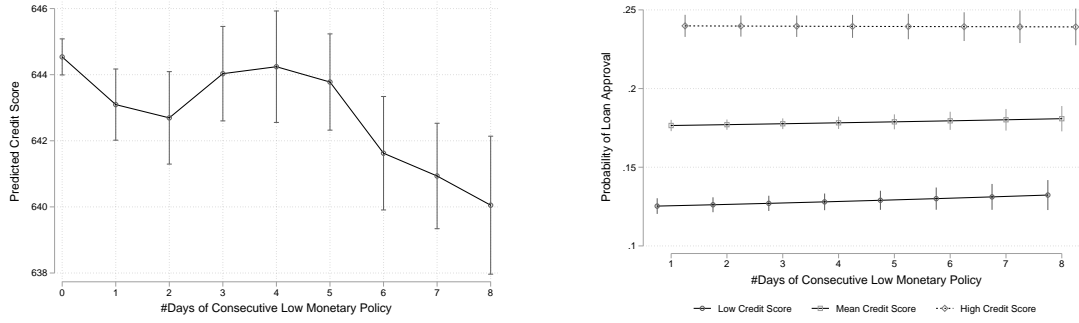 646
644
642
640
638
Predicted Credit Score
0 1 2 3 4 5 6 7 8
#Days of Consecutive Low Monetary Policy
.25
.2
.15
.1
Probability of Loan Approval
1 2 3 4 5 6 7 8
#Days of Consecutive Low Monetary Policy
Low Credit Score Mean Credit Score High Credit Score